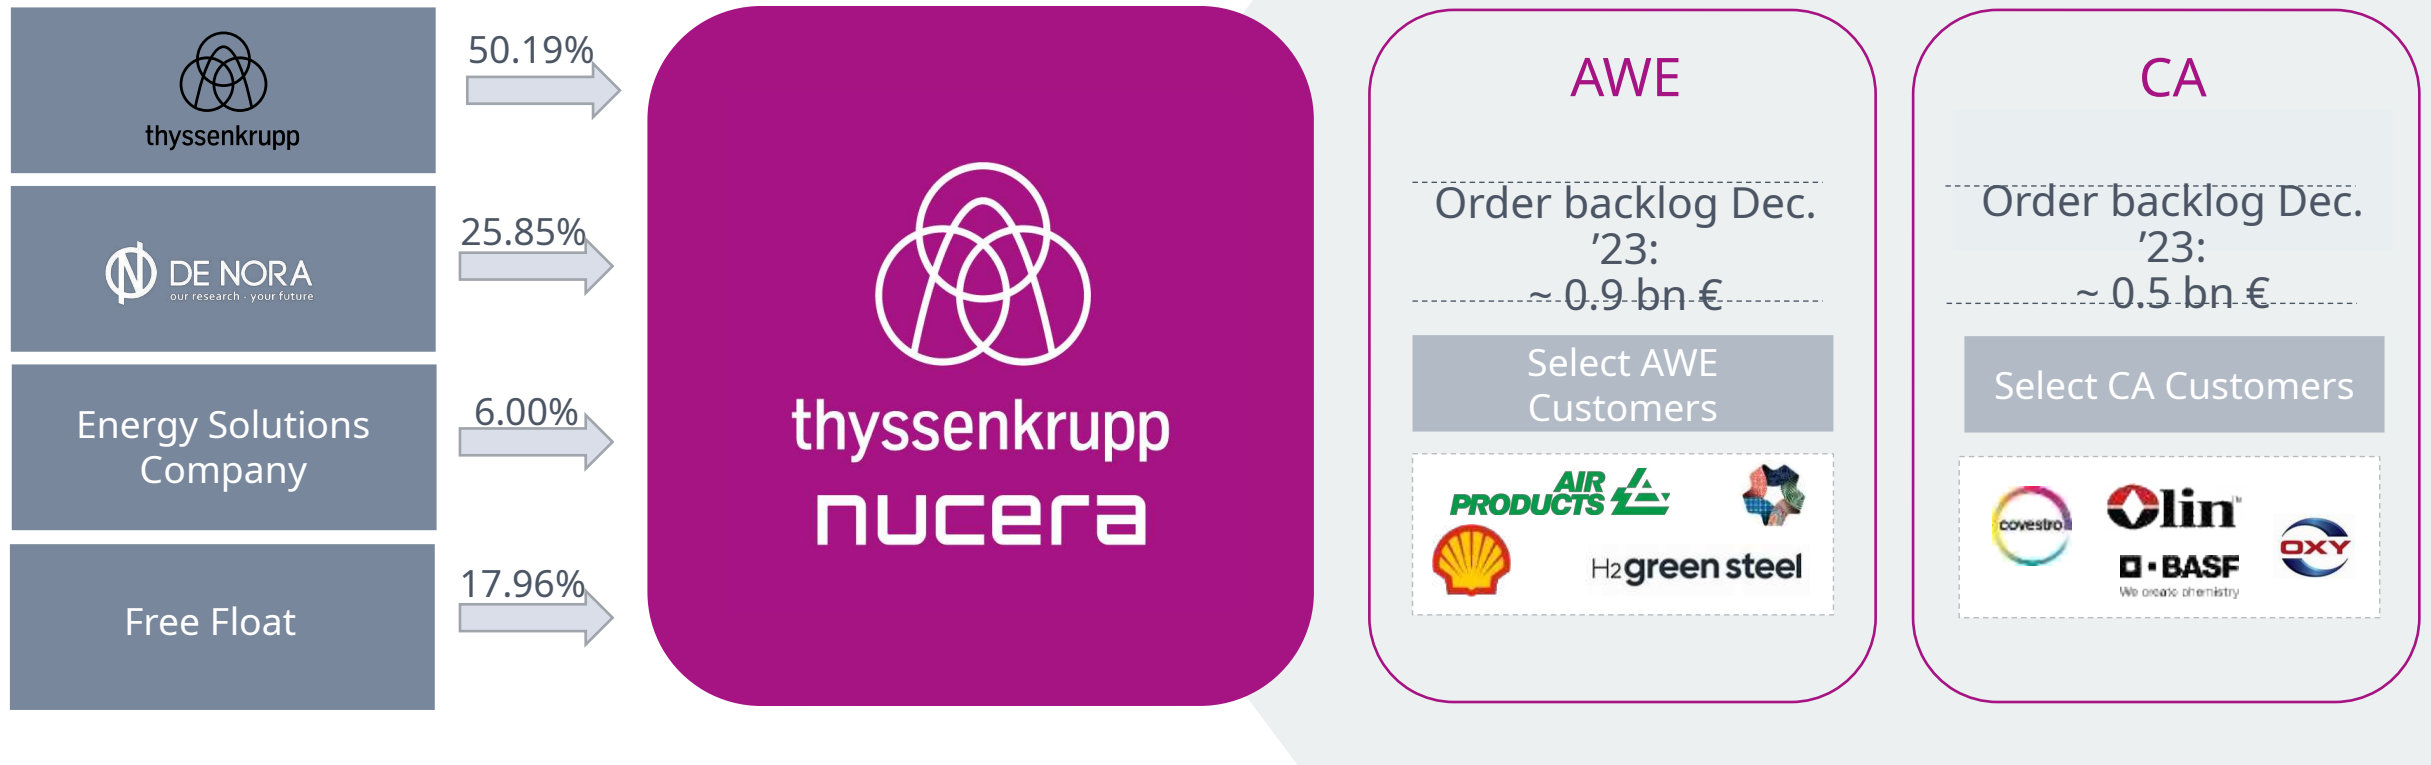 thyssenkrupp
50.19%
DE NORA
our research - your future
25.85%
Energy Solutions
Company
6.00%
Free Float
17.96%
thyssenkrupp
nucera
AWE
Order backlog Dec.
’23:
~ 0.9 bn €
Select AWE
Customers
AIR
PRODUCTS
H2green steel
CA
Order backlog Dec.
’23:
~ 0.5 bn €
Select CA Customers
covestro
Olin
BASF
We create chemistry
OXY